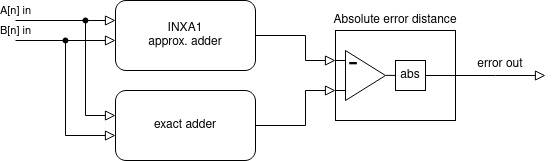 A[n] in
B[n] in
INXA1
approx. adder
exact adder
Absolute error distance
-
abs
error out